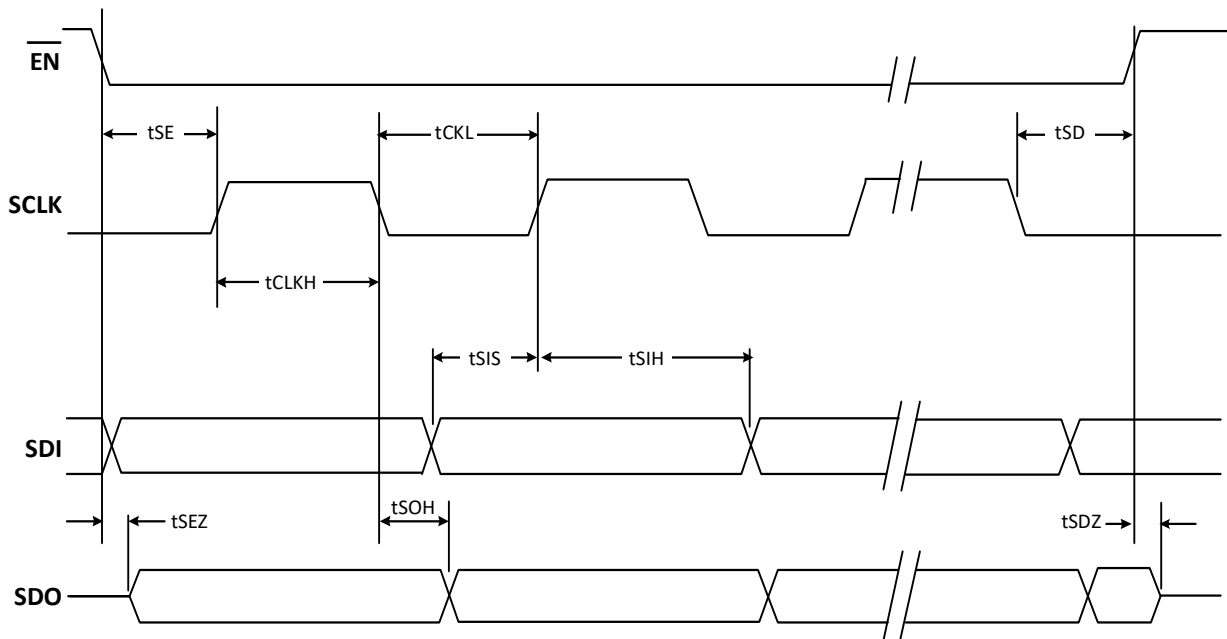 EN
tSE
tCKL
tSD
SCLK
tCLKH
tSIS
tSIH
SDI
tSOH
tSEZ
tSDZ
SDO